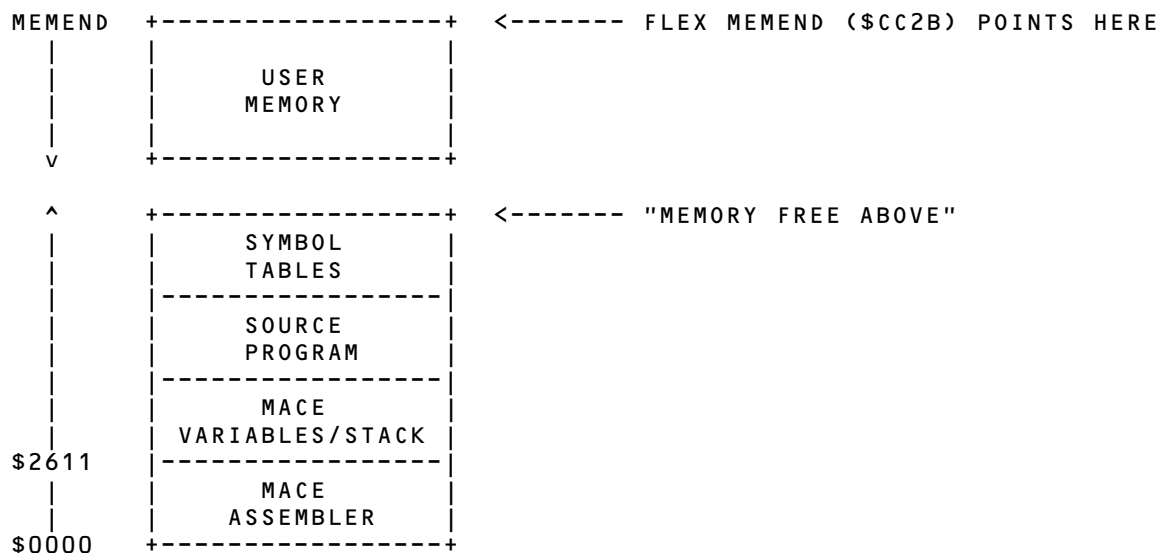 MEMEND <------- FLEX MEMEND ($CC2B) POINTS HERE
USER
MEMORY
<------- "MEMORY FREE ABOVE"
SYMBOL
TABLES
SOURCE
PROGRAM
MACE
VARIABLES/STACK
$2611
MACE
ASSEMBLER
$0000